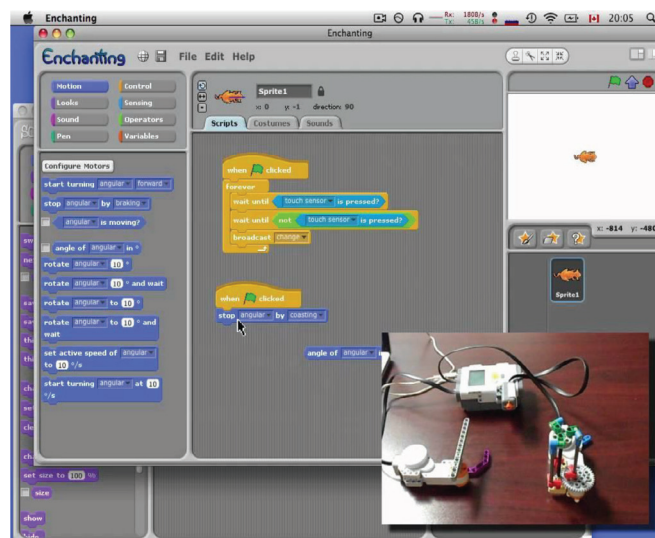 Enchanting
Rx: 180B/s
Tx: 45B/s
20:05
Enchanting
Enchanting
File Edit Help
Motion Control
Looks Sensing
Sound Operators
Pen Variables
Sprite1
x: 0 y: -1 direction: 90
Scripts Costumes Sounds
Configure Motors
start turning angular forward
stop angular by braking
angular is moving?
angle of angular in °
rotate angular 10 °
rotate angular 10 ° and wait
rotate angular to 10 °
rotate angular to 10 ° and
wait
set active speed of angular
to 10 °/s
start turning angular at 10
°/s
when clicked
forever
wait until touch sensor is pressed?
wait until not touch sensor is pressed?
broadcast change
when clicked
stop angular by coasting
angle of angular
x: -814 y: -480
Sprite1
set size to 100 %
size
show